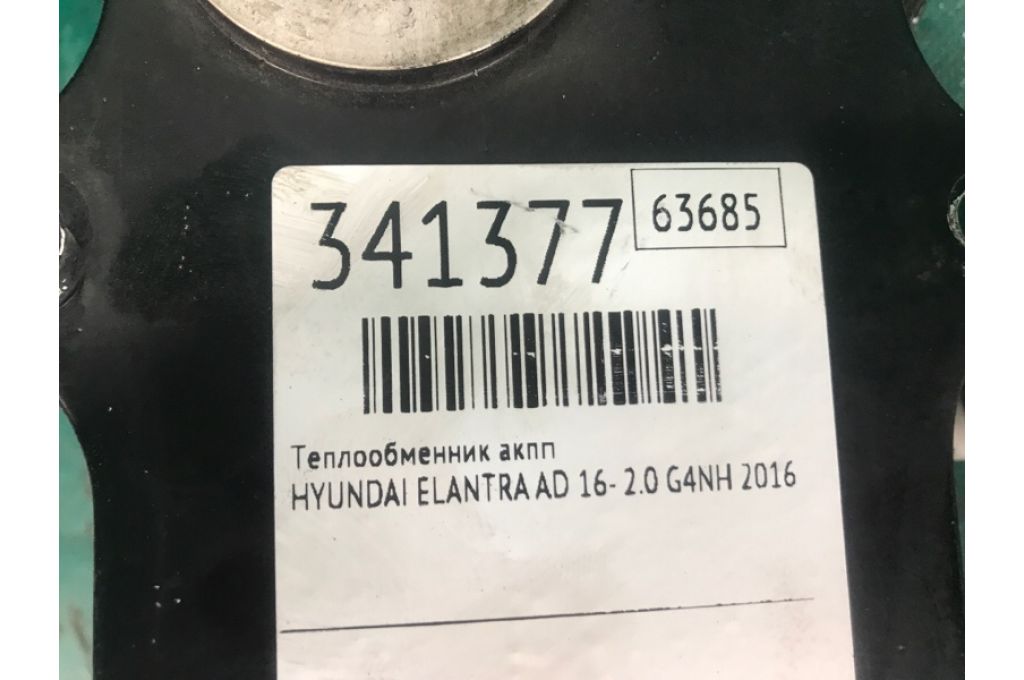 341377 63685
Теплообменник акпп
HYUNDAI ELANTRA AD 16- 2.0 G4NH 2016